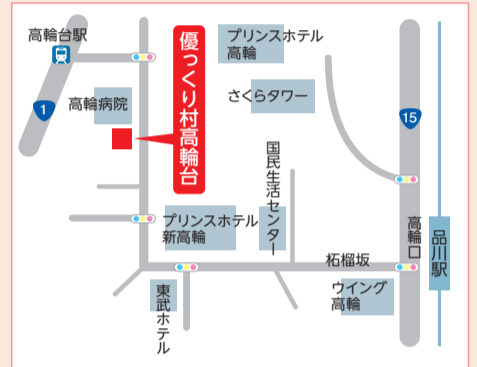 高輪台駅
1
高輪病院
優っくり村高輪台
プリンスホテル
高輪
さくらタワー
15
国民生活センター
プリンスホテル
新高輪
高輪口
品川駅
柘榴坂
ウイング
高輪
東武ホテル